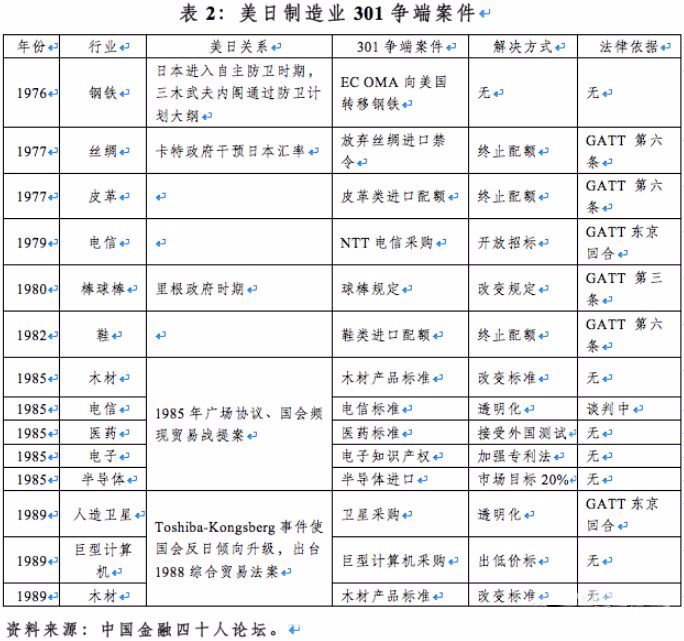 表 2：美日制造业 301 争端案件
年份 行业 美日关系 301 争端案件 解决方式 法律依据
1976 钢铁 日本进入自主防卫时期，三木武夫内阁通过防卫计划大纲 EC OMA 向美国转移钢铁 无 无
1977 丝绸 卡特政府干预日本汇率 放弃丝绸进口禁令 终止配额 GATT 第六条
1977 皮革 皮革类进口配额 终止配额 GATT 第六条
1979 电信 NTT 电信采购 开放招标 GATT 东京回合
1980 棒球棒 里根政府时期 球棒规定 改变规定 GATT 第三条
1982 鞋 鞋类进口配额 终止配额 GATT 第六条
1985 木材 1985 年广场协议、国会频现贸易战提案 木材产品标准 改变标准 无
1985 电信 电信标准 透明化 谈判中
1985 医药 医药标准 接受外国测试 无
1985 电子 电子知识产权 加强专利法 无
1985 半导体 半导体进口 市场目标 20% 无
1989 人造卫星 Toshiba-Kongsberg 事件使国会反日倾向升级，出台 1988 综合贸易法案 卫星采购 透明化 GATT 东京回合
1989 巨型计算机 巨型计算机采购 出低价标 无
1989 木材 木材产品标准 改变标准 无
资料来源：中国金融四十人论坛。